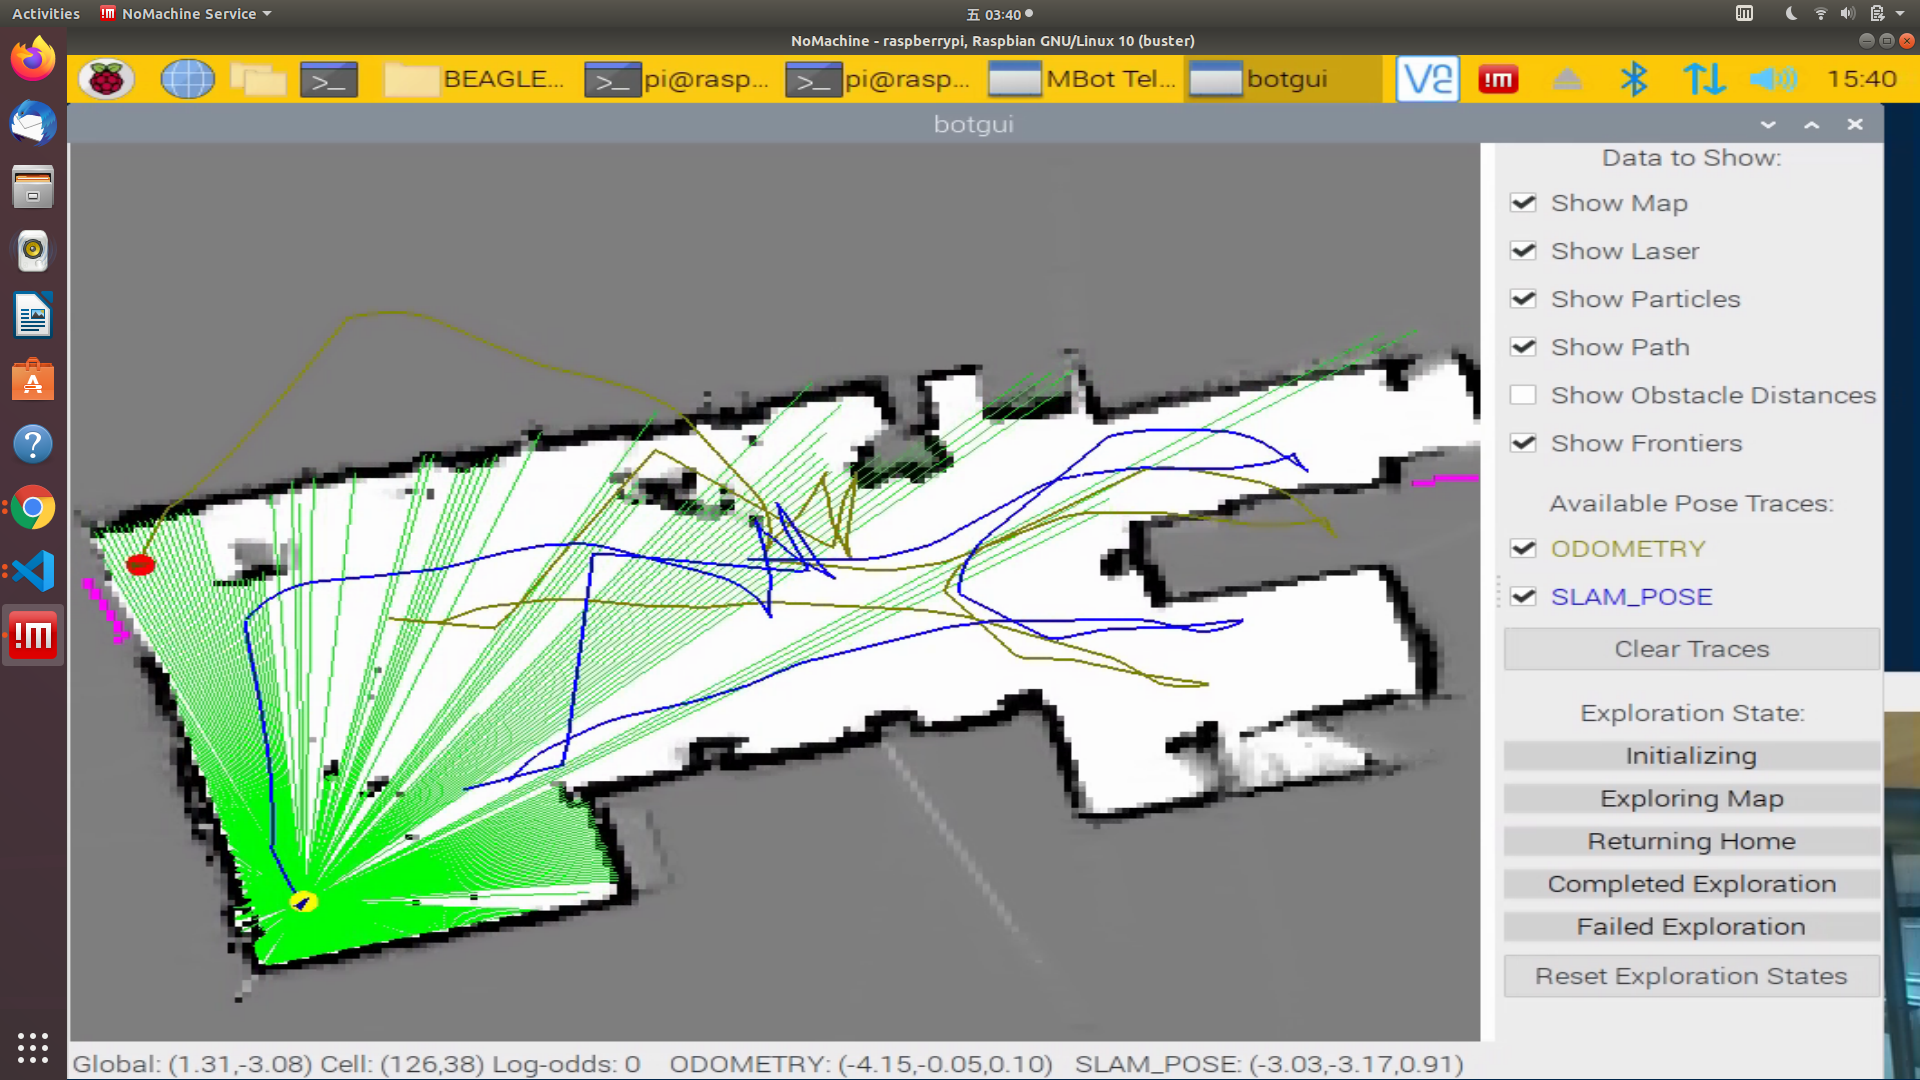 Activities NoMachine Service 五 03:40
NoMachine - raspberrypi, Raspbian GNU/Linux 10 (buster)
BEAGLE... pi@rasp... pi@rasp... MBot Tel... botgui 15:40
botgui
Data to Show:
Show Map
Show Laser
Show Particles
Show Path
Show Obstacle Distances
Show Frontiers
Available Pose Traces:
ODOMETRY
SLAM_POSE
Clear Traces
Exploration State:
Initializing
Exploring Map
Returning Home
Completed Exploration
Failed Exploration
Reset Exploration States
Global: (1.31,-3.08) Cell: (126,38) Log-odds: 0 ODOMETRY: (-4.15,-0.05,0.10) SLAM_POSE: (-3.03,-3.17,0.91)